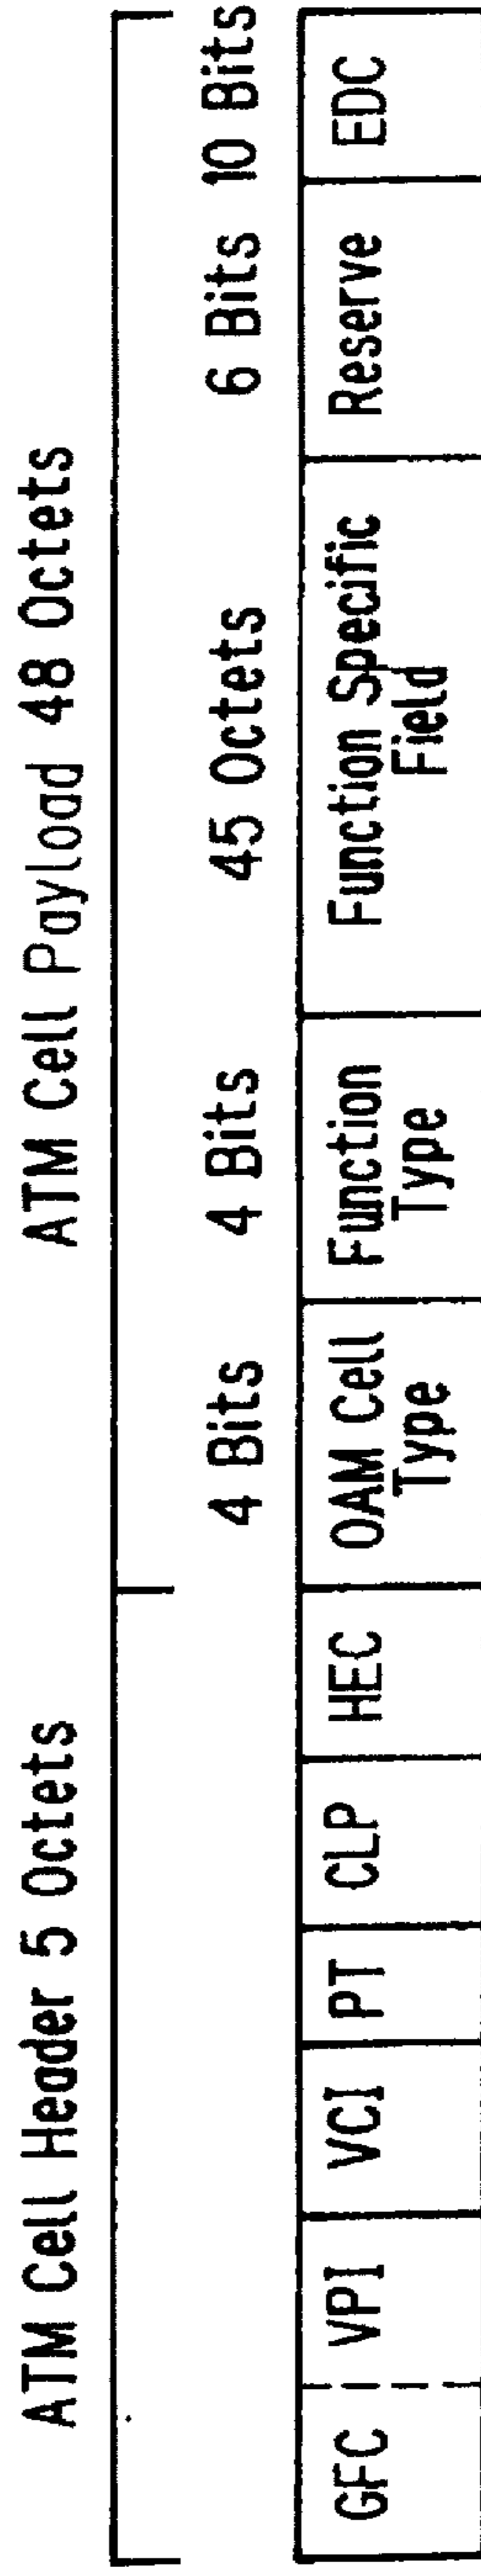 ATM Cell Header 5 Octets ATM Cell Payload 48 Octets
4 Bits 4 Bits 45 Octets 6 Bits 10 Bits
GFC VPI VCI PT CLP HEC OAM Cell Type Function Type Function Specific Field Reserve EDC